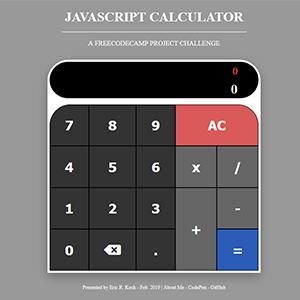 JAVASCRIPT CALCULATOR
A FREECODECAMP PROJECT CHALLENGE
0
0
7 8 9 AC
4 5 6 x /
1 2 3 + -
0 . =
Presented by Eric R. Kock - Feb. 2019 | About Me - CodePen - GitHub